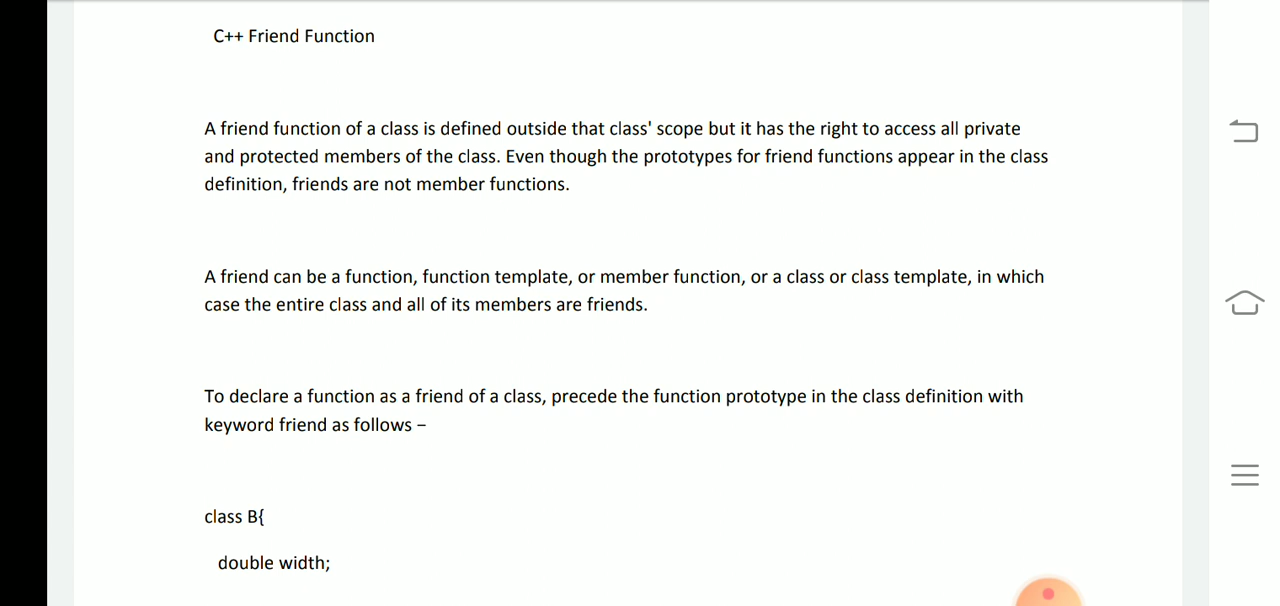 C++ Friend Function
A friend function of a class is defined outside that class' scope but it has the right to access all private
and protected members of the class. Even though the prototypes for friend functions appear in the class
definition, friends are not member functions.
A friend can be a function, function template, or member function, or a class or class template, in which
case the entire class and all of its members are friends.
To declare a function as a friend of a class, precede the function prototype in the class definition with
keyword friend as follows –
class B{
double width;